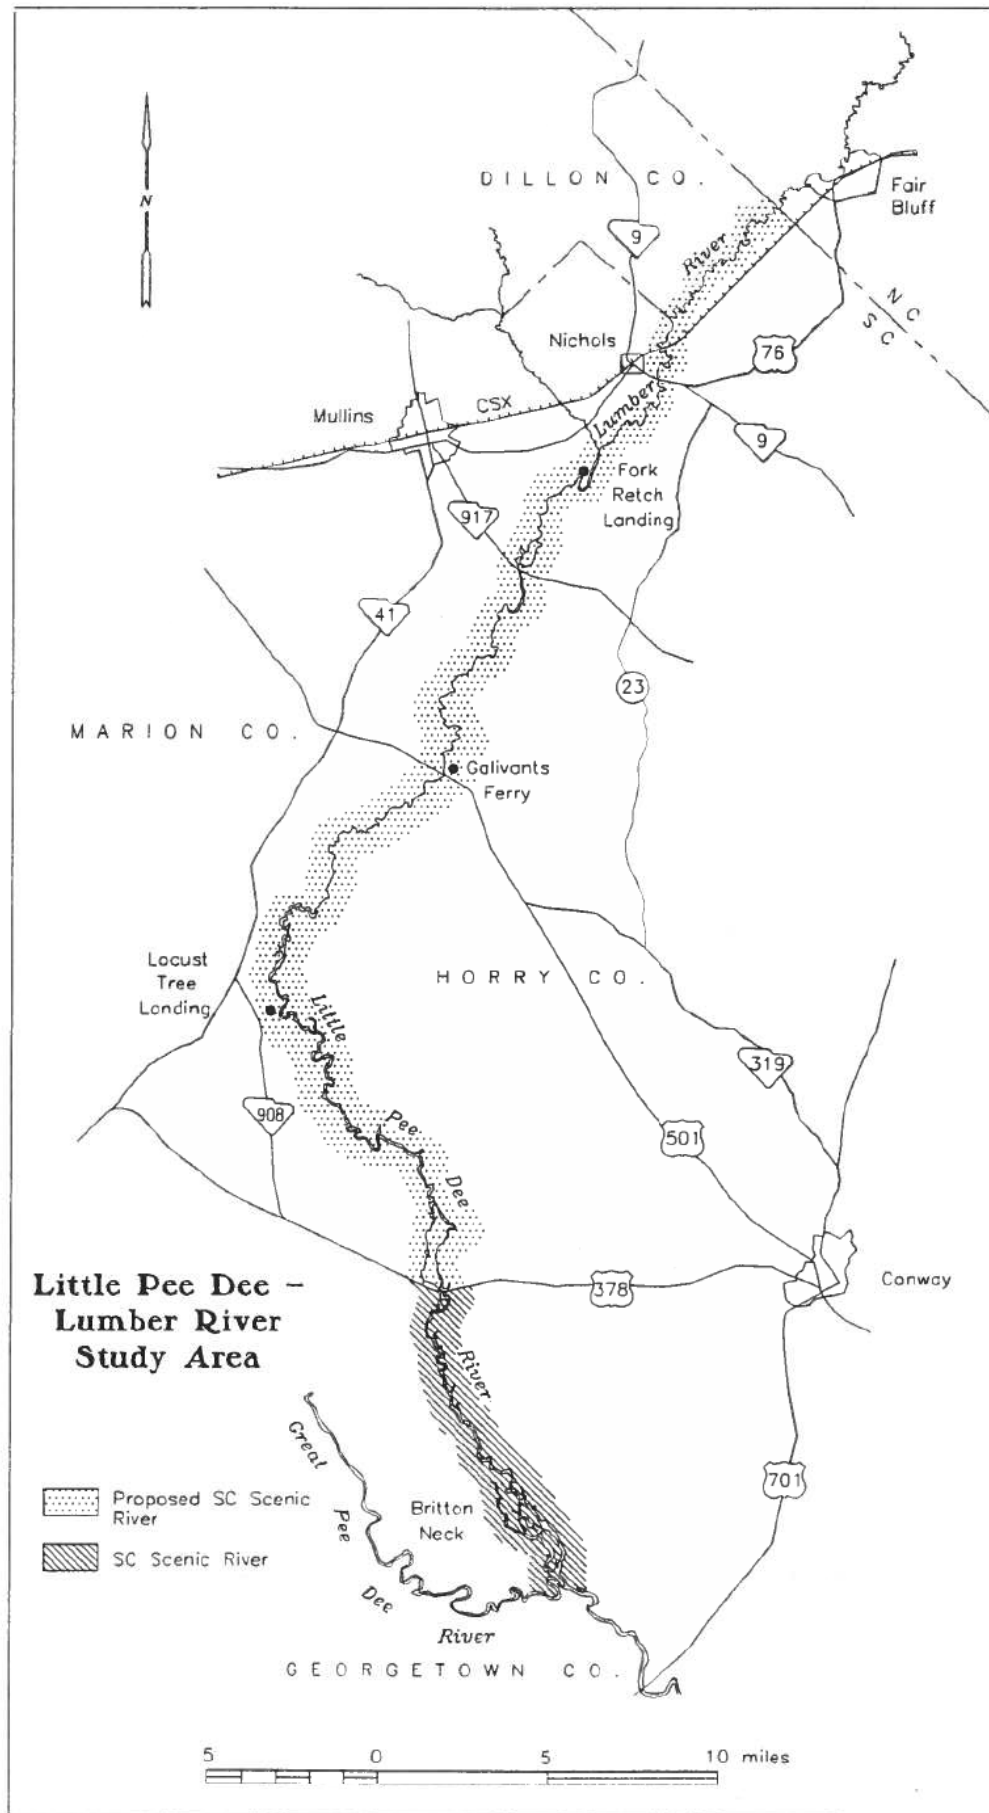 DILLON CO.
Fair
Bluff
N
9
River
NC
SC
Nichols
76
Mullins
CSX
Lumber
9
Fork
Retch
Landing
917
41
23
MARION CO.
Galivants
Ferry
Locust
Tree
Landing
HORRY CO.
Little
319
908
Pee
501
Dee
Little Pee Dee –
Lumber River
Study Area
378
Conway
River
Great
Pee
Dee
River
701
Proposed SC Scenic
River
Britton
Neck
SC Scenic River
GEORGETOWN CO.
5 0 5 10 miles